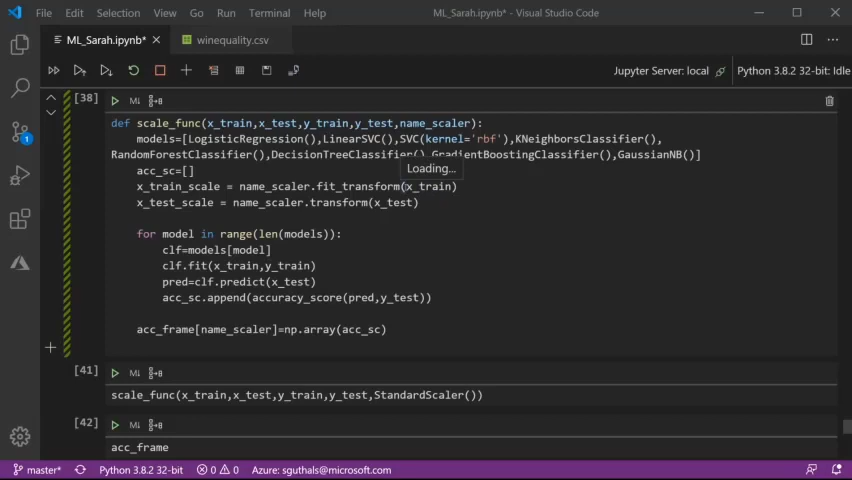 File Edit Selection View Go Run Terminal Help ML_Sarah.ipynb* - Visual Studio Code
ML_Sarah.ipynb* winequality.csv
Jupyter Server: local Python 3.8.2 32-bit: Idle
[38] M↓
def scale_func(x_train,x_test,y_train,y_test,name_scaler):
models=[LogisticRegression(),LinearSVC(),SVC(kernel='rbf'),KNeighborsClassifier(),
RandomForestClassifier(),DecisionTreeClassifier(),GradientBoostingClassifier(),GaussianNB()]
acc_sc=[]
Loading...
x_train_scale = name_scaler.fit_transform(x_train)
x_test_scale = name_scaler.transform(x_test)
for model in range(len(models)):
clf=models[model]
clf.fit(x_train,y_train)
pred=clf.predict(x_test)
acc_sc.append(accuracy_score(pred,y_test))
acc_frame[name_scaler]=np.array(acc_sc)
[41] M↓
scale_func(x_train,x_test,y_train,y_test,StandardScaler())
[42] M↓
acc_frame
1
master* Python 3.8.2 32-bit 0 0 Azure: sguthals@microsoft.com